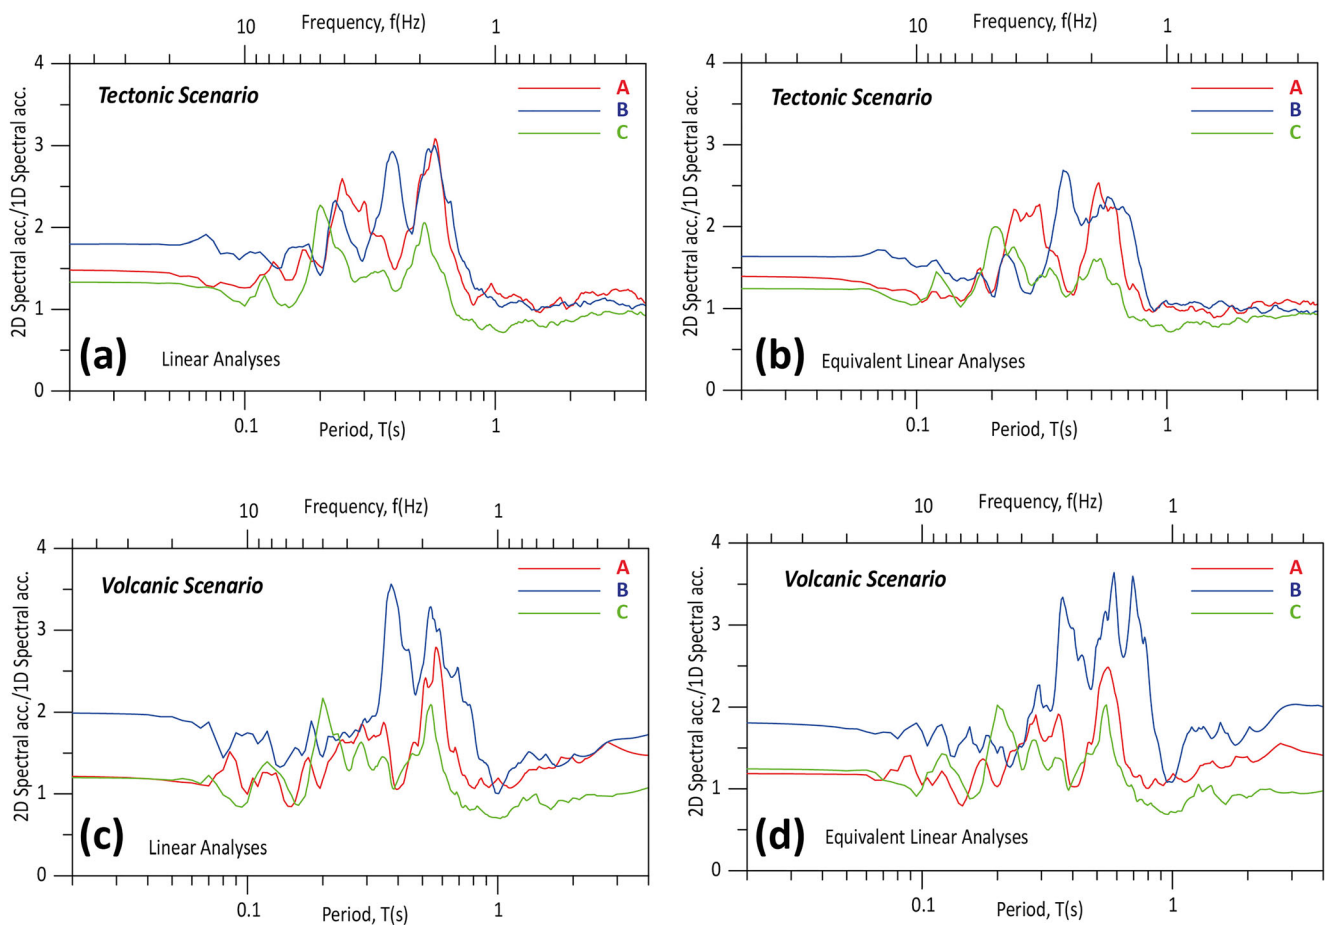 Frequency, f(Hz)
10 1
4
3
2
1
0
2D Spectral acc./1D Spectral acc.
Tectonic Scenario
A
B
C
(a) Linear Analyses
0.1 1
Period, T(s)
Frequency, f(Hz)
10 1
4
3
2
1
0
2D Spectral acc./1D Spectral acc.
Tectonic Scenario
A
B
C
(b) Equivalent Linear Analyses
0.1 1
Period, T(s)
Frequency, f(Hz)
10 1
4
3
2
1
0
2D Spectral acc./1D Spectral acc.
Volcanic Scenario
A
B
C
(c) Linear Analyses
0.1 1
Period, T(s)
Frequency, f(Hz)
10 1
4
3
2
1
0
2D Spectral acc./1D Spectral acc.
Volcanic Scenario
A
B
C
(d) Equivalent Linear Analyses
0.1 1
Period, T(s)